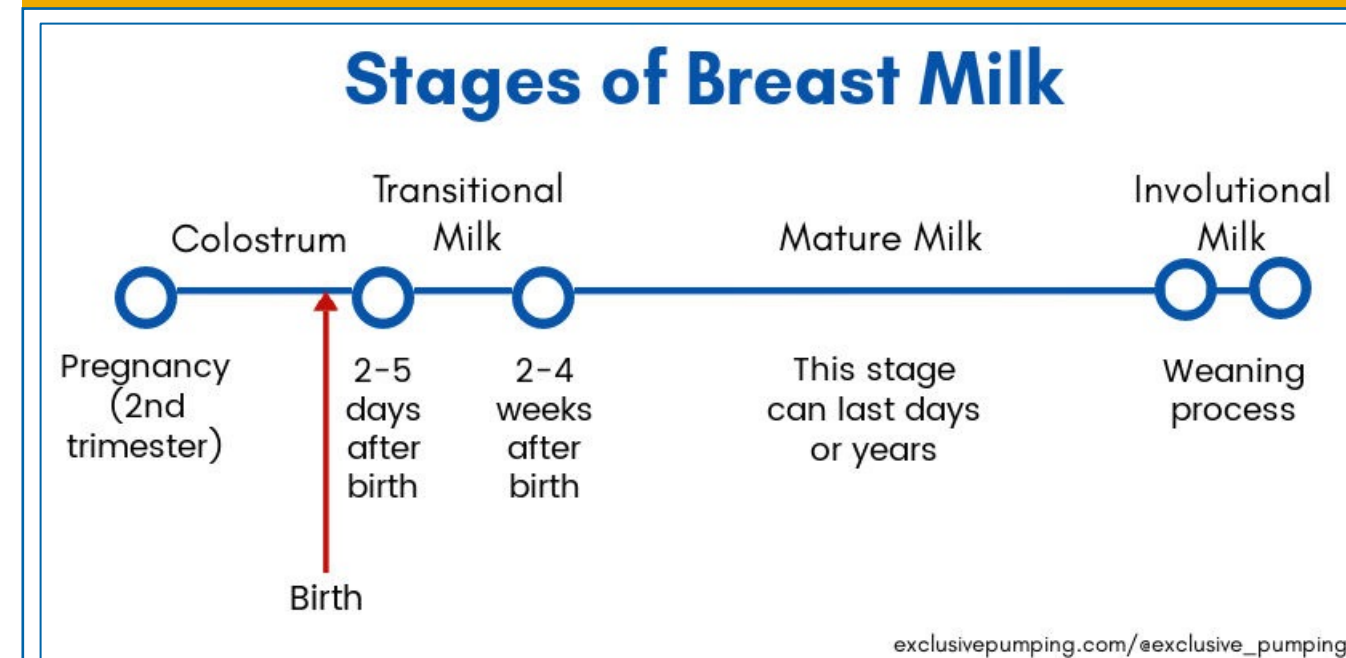 Stages of Breast Milk
Transitional
Milk
Colostrum
Mature Milk
Involutional
Milk
Pregnancy
(2nd
trimester)
2-5
days
after
birth
2-4
weeks
after
birth
This stage
can last days
or years
Weaning
process
Birth
exclusivepumping.com/@exclusive_pumping